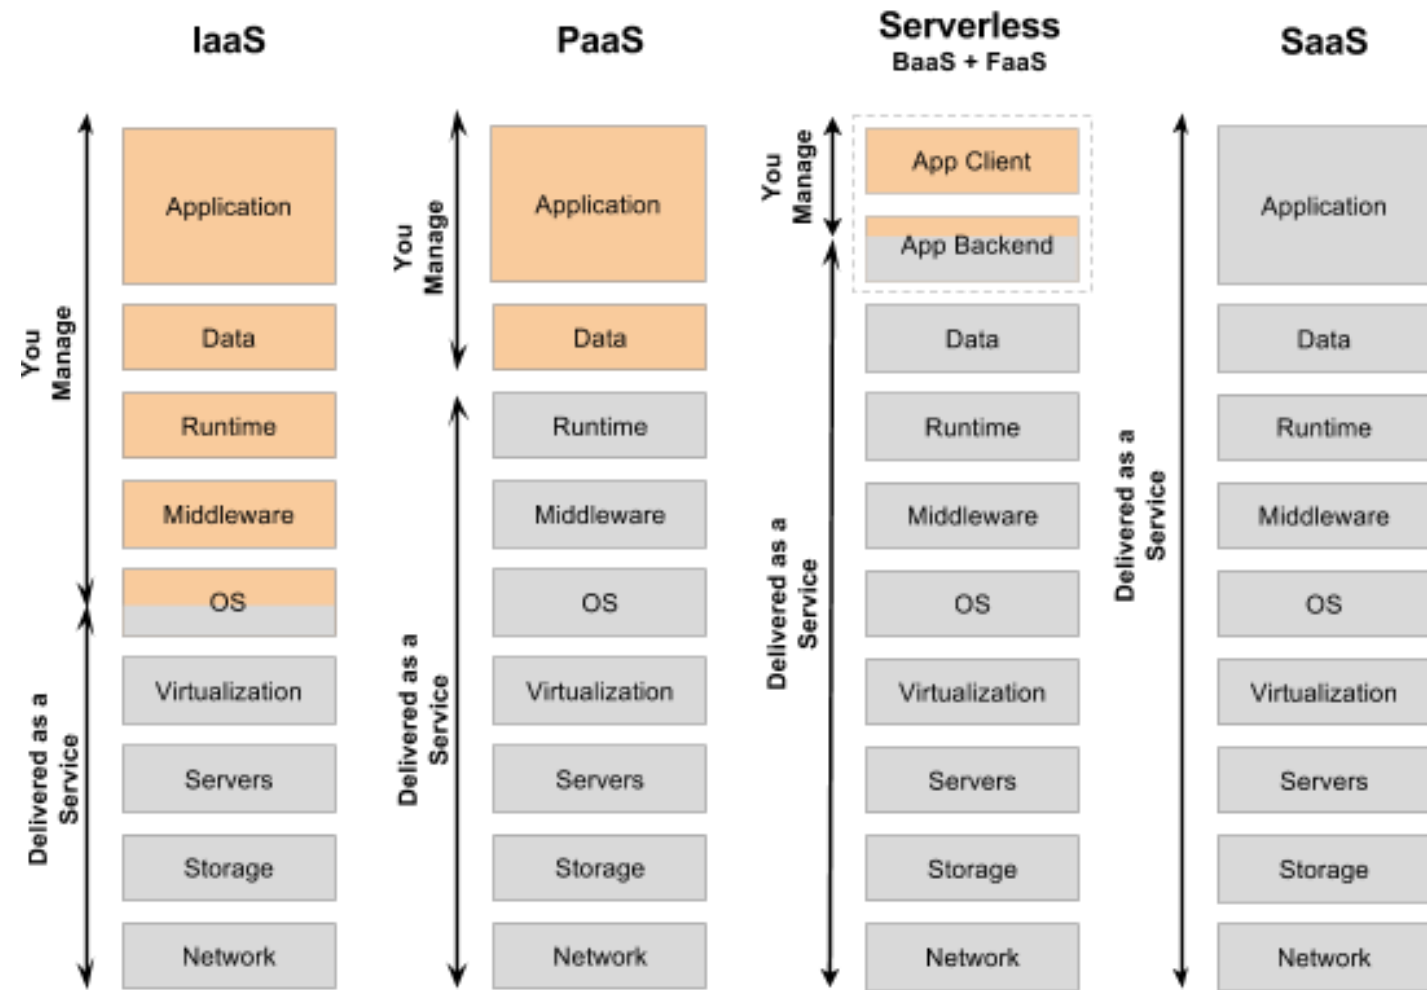 IaaS
You
Manage
Delivered as a
Service
Application
Data
Runtime
Middleware
OS
Virtualization
Servers
Storage
Network
PaaS
You
Manage
Delivered as a
Service
Application
Data
Runtime
Middleware
OS
Virtualization
Servers
Storage
Network
Serverless
BaaS + FaaS
You
Manage
Delivered as a
Service
App Client
App Backend
Data
Runtime
Middleware
OS
Virtualization
Servers
Storage
Network
SaaS
Delivered as a
Service
Application
Data
Runtime
Middleware
OS
Virtualization
Servers
Storage
Network